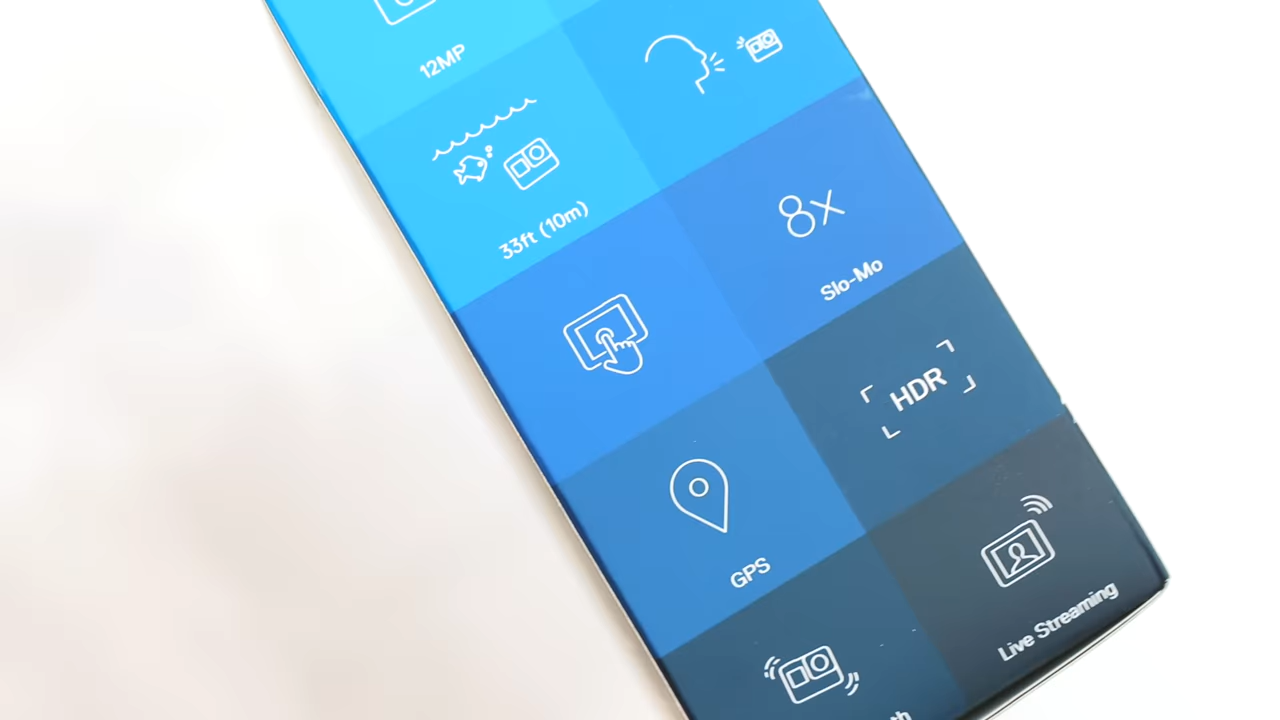 12MP
33ft (10m)
8x
Slo-Mo
HDR
GPS
Live Streaming